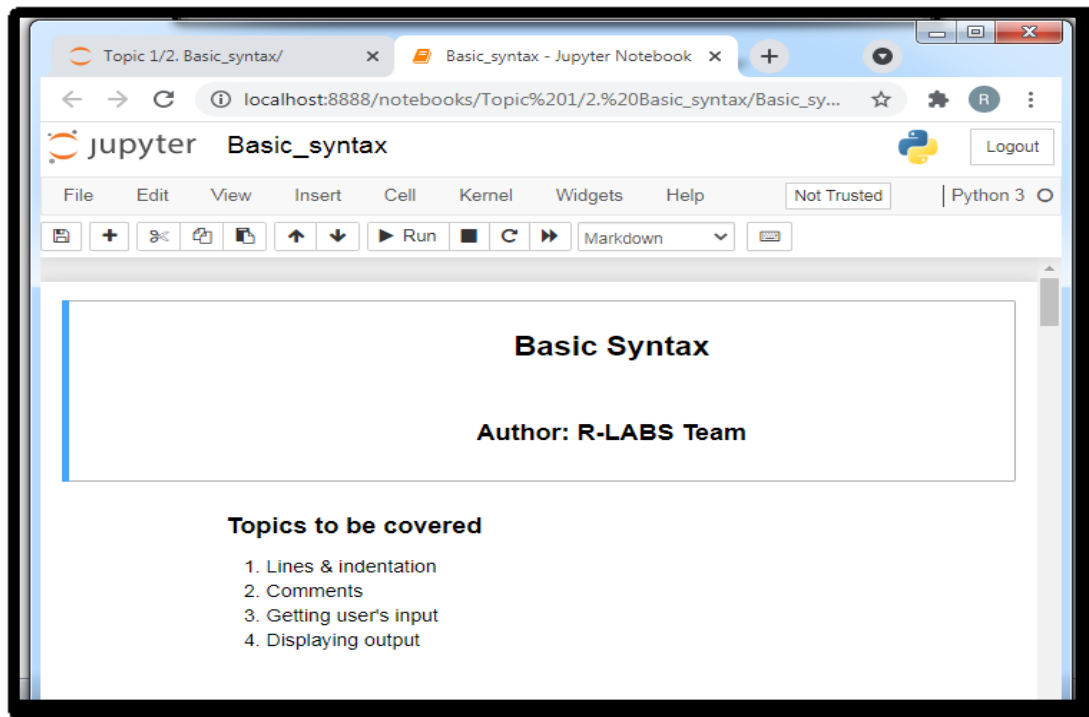 Topic 1/2. Basic_syntax/
Basic_syntax - Jupyter Notebook
localhost:8888/notebooks/Topic%201/2.%20Basic_syntax/Basic_sy...
R
jupyter Basic_syntax
Logout
File Edit View Insert Cell Kernel Widgets Help Not Trusted Python 3
Run Markdown
Basic Syntax
Author: R-LABS Team
Topics to be covered
1. Lines & indentation
2. Comments
3. Getting user's input
4. Displaying output